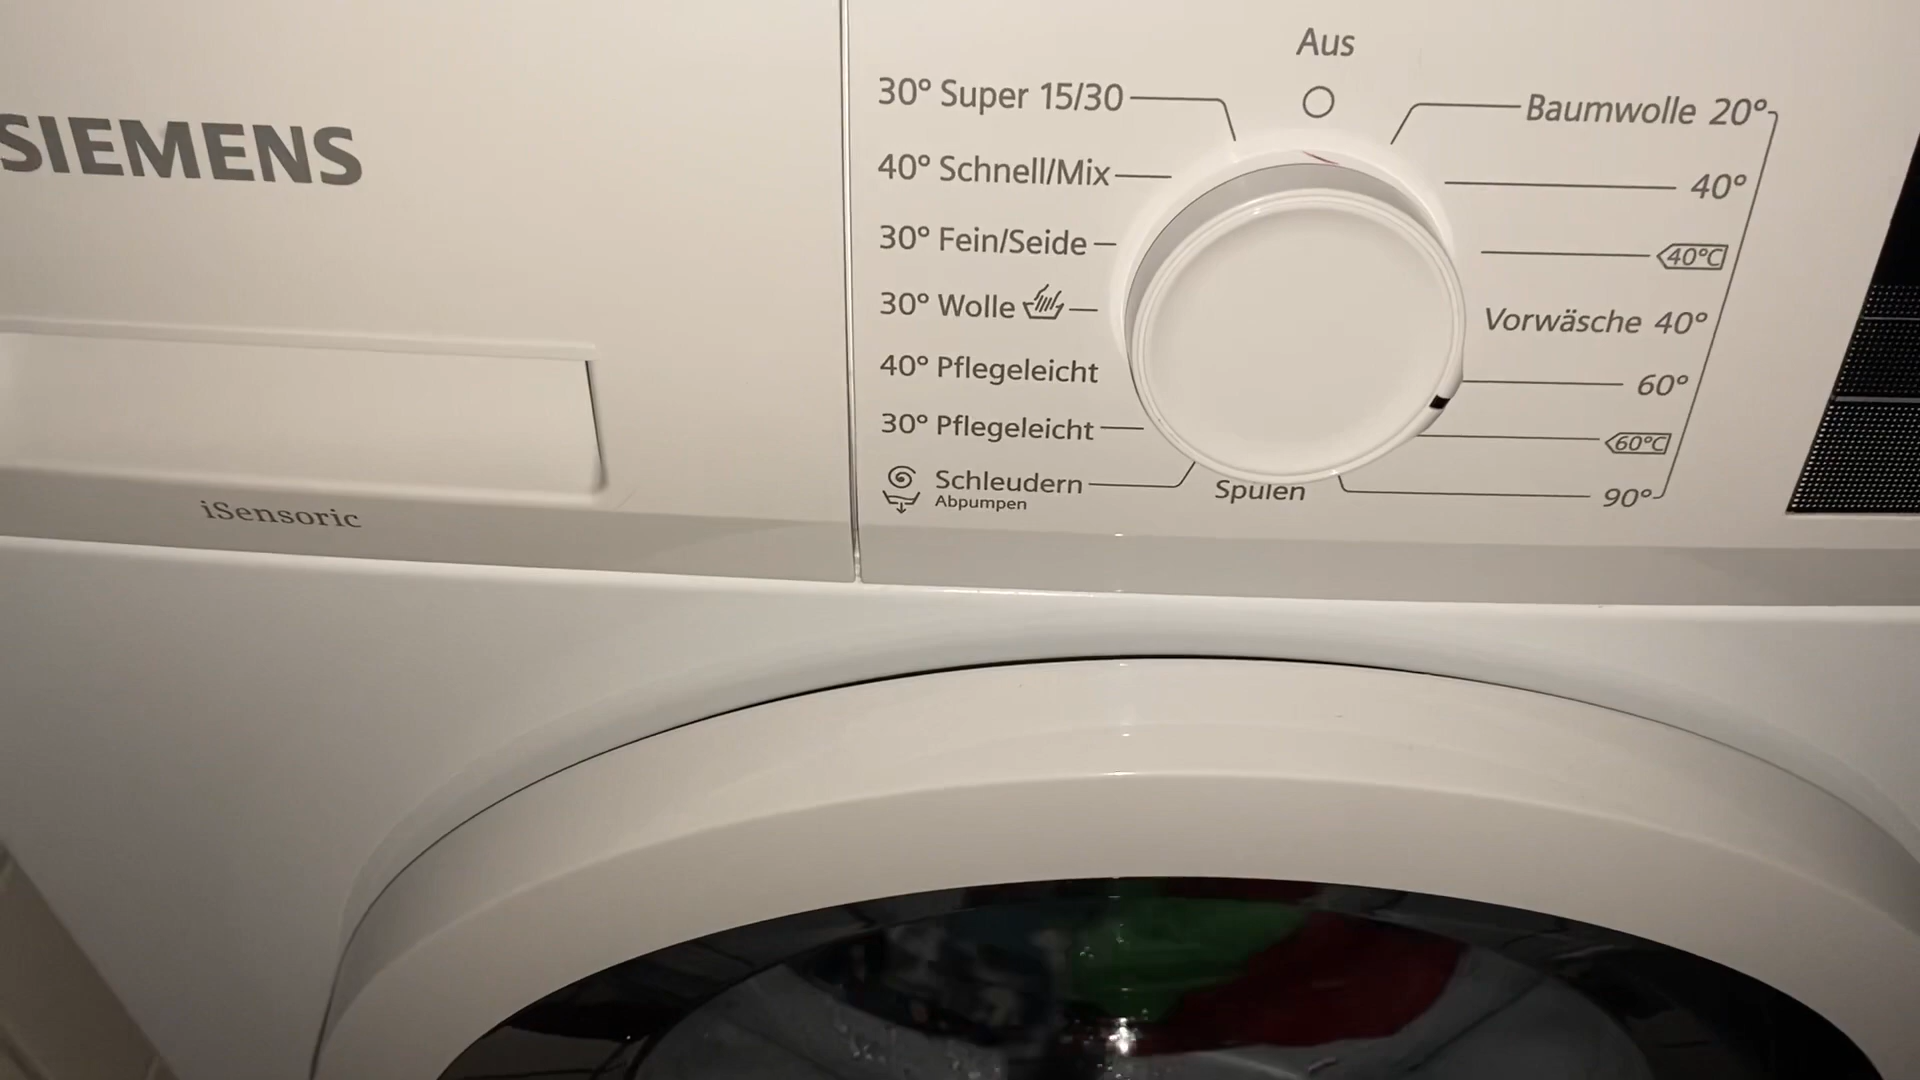 SIEMENS
iSensoric
Aus
30° Super 15/30
40° Schnell/Mix
30° Fein/Seide
30° Wolle
40° Pflegeleicht
30° Pflegeleicht
Schleudern
Abpumpen
Spülen
Baumwolle 20°
40°
40°C
Vorwäsche 40°
60°
60°C
90°